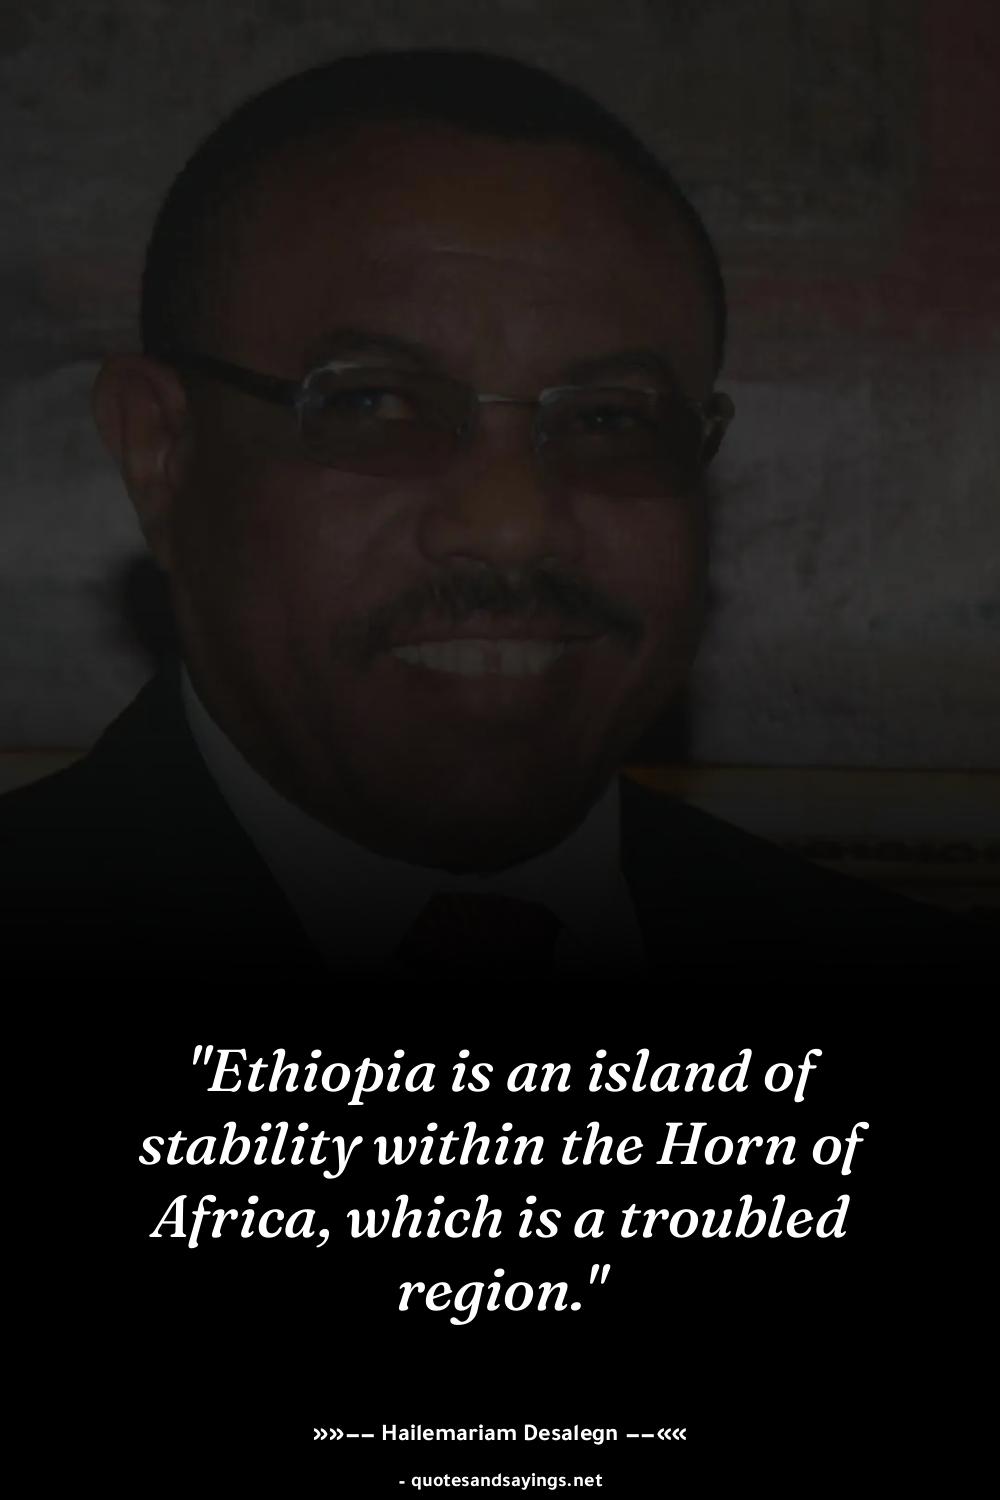 "Ethiopia is an island of
stability within the Horn of
Africa, which is a troubled
region."
»»–– Hailemariam Desalegn ––««
- quotesandsayings.net